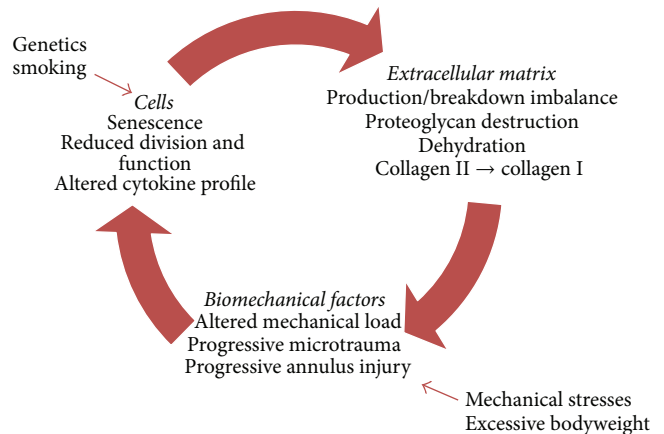 Genetics
smoking
Cells
Senescence
Reduced division and
function
Altered cytokine profile
Extracellular matrix
Production/breakdown imbalance
Proteoglycan destruction
Dehydration
Collagen II → collagen I
Biomechanical factors
Altered mechanical load
Progressive microtrauma
Progressive annulus injury
Mechanical stresses
Excessive bodyweight